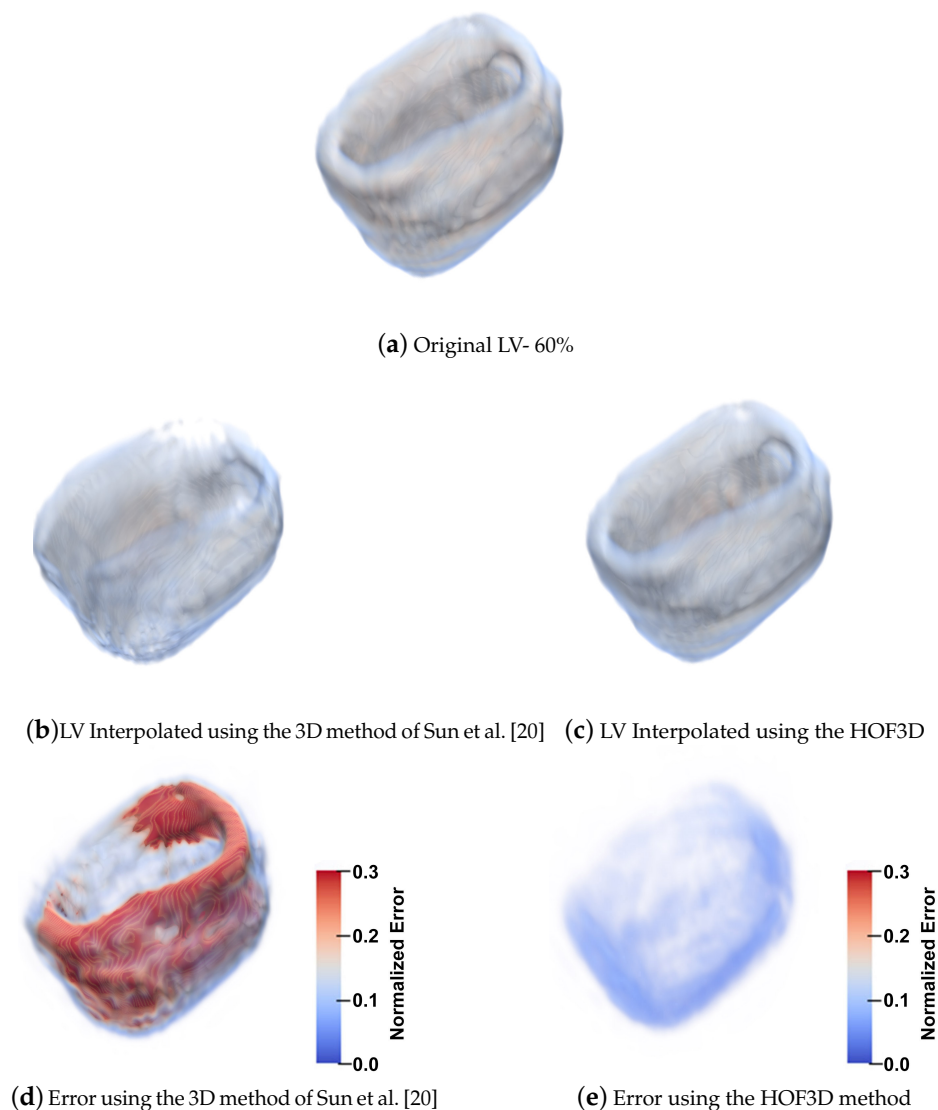 (a) Original LV- 60%
(b)LV Interpolated using the 3D method of Sun et al. [20]
(c) LV Interpolated using the HOF3D
0.3
0.2
0.1
0.0
Normalized Error
0.3
0.2
0.1
0.0
Normalized Error
(d) Error using the 3D method of Sun et al. [20]
(e) Error using the HOF3D method